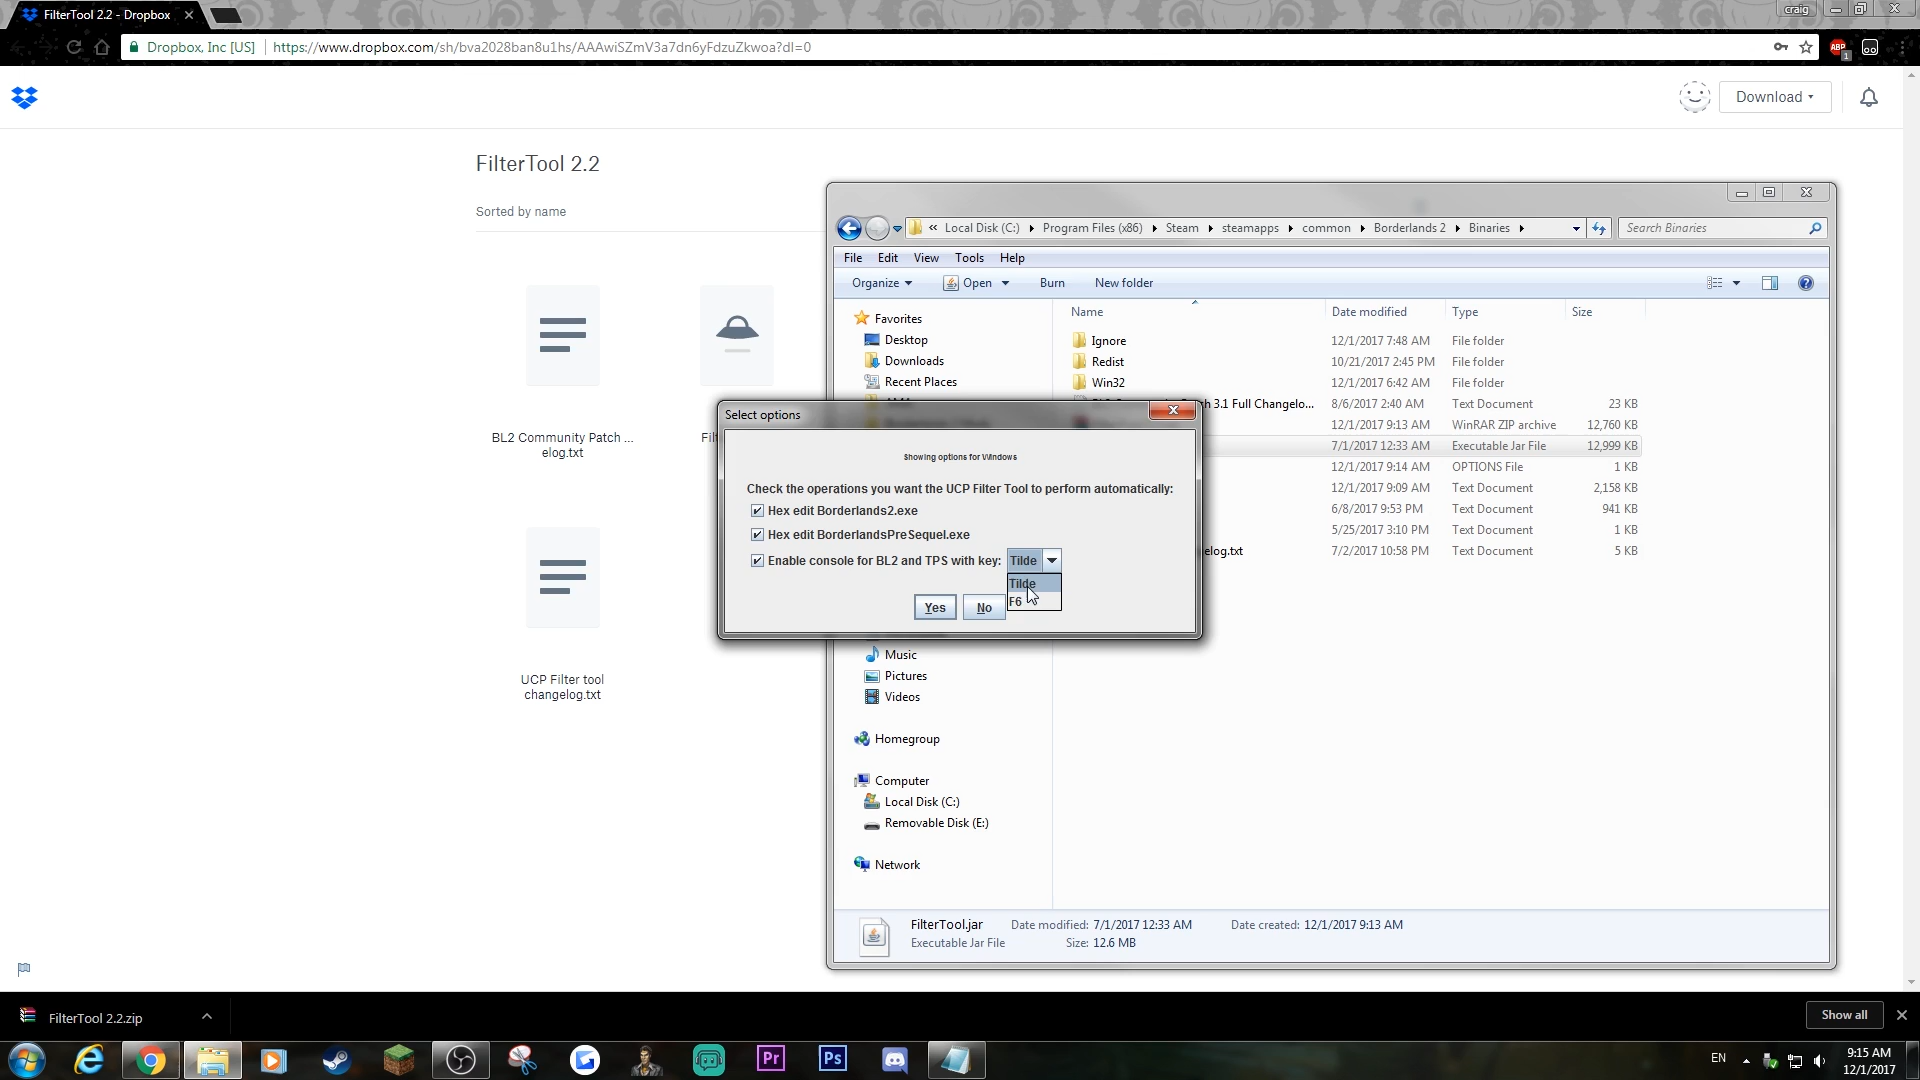 FilterTool 2.2 - Dropbox
craig
Dropbox, Inc [US]
https://www.dropbox.com/sh/bva2028ban8u1hs/AAAwiSZmV3a7dn6yFdzuZkwoa?dl=0
ABP
1
Download
FilterTool 2.2
Sorted by name
BL2 Community Patch ...
elog.txt
Filt
UCP Filter tool
changelog.txt
« Local Disk (C:) Program Files (x86) Steam steamapps common Borderlands 2 Binaries
Search Binaries
File Edit View Tools Help
Organize Open Burn New folder
Name Date modified Type Size
Favorites
Desktop
Downloads
Recent Places
Music
Pictures
Videos
Homegroup
Computer
Local Disk (C:)
Removable Disk (E:)
Network
Ignore 12/1/2017 7:48 AM File folder
Redist 10/21/2017 2:45 PM File folder
Win32 12/1/2017 6:42 AM File folder
h 3.1 Full Changelo... 8/6/2017 2:40 AM Text Document 23 KB
12/1/2017 9:13 AM WinRAR ZIP archive 12,760 KB
7/1/2017 12:33 AM Executable Jar File 12,999 KB
12/1/2017 9:14 AM OPTIONS File 1 KB
12/1/2017 9:09 AM Text Document 2,158 KB
6/8/2017 9:53 PM Text Document 941 KB
5/25/2017 3:10 PM Text Document 1 KB
elog.txt 7/2/2017 10:58 PM Text Document 5 KB
Select options
Showing options for Windows
Check the operations you want the UCP Filter Tool to perform automatically:
Hex edit Borderlands2.exe
Hex edit BorderlandsPreSequel.exe
Enable console for BL2 and TPS with key: Tilde
Tilde
F6
Yes No
FilterTool.jar Date modified: 7/1/2017 12:33 AM Date created: 12/1/2017 9:13 AM
Executable Jar File Size: 12.6 MB
FilterTool 2.2.zip
Show all
Pr
Ps
EN
9:15 AM
12/1/2017